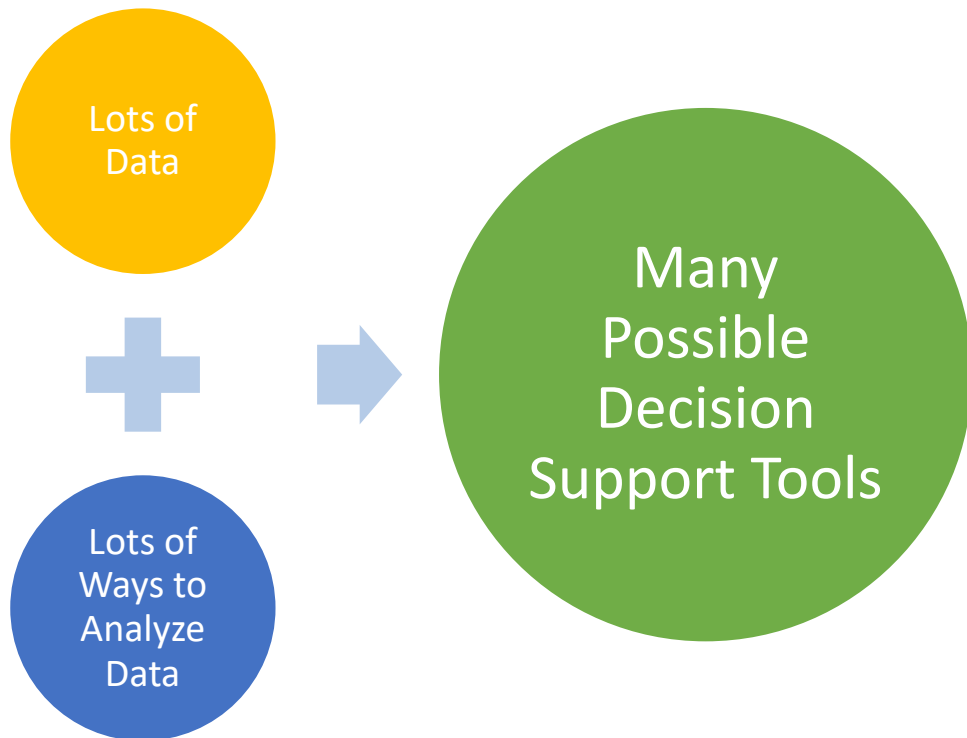 Lots of
Data
Lots of
Ways to
Analyze
Data
Many
Possible
Decision
Support Tools